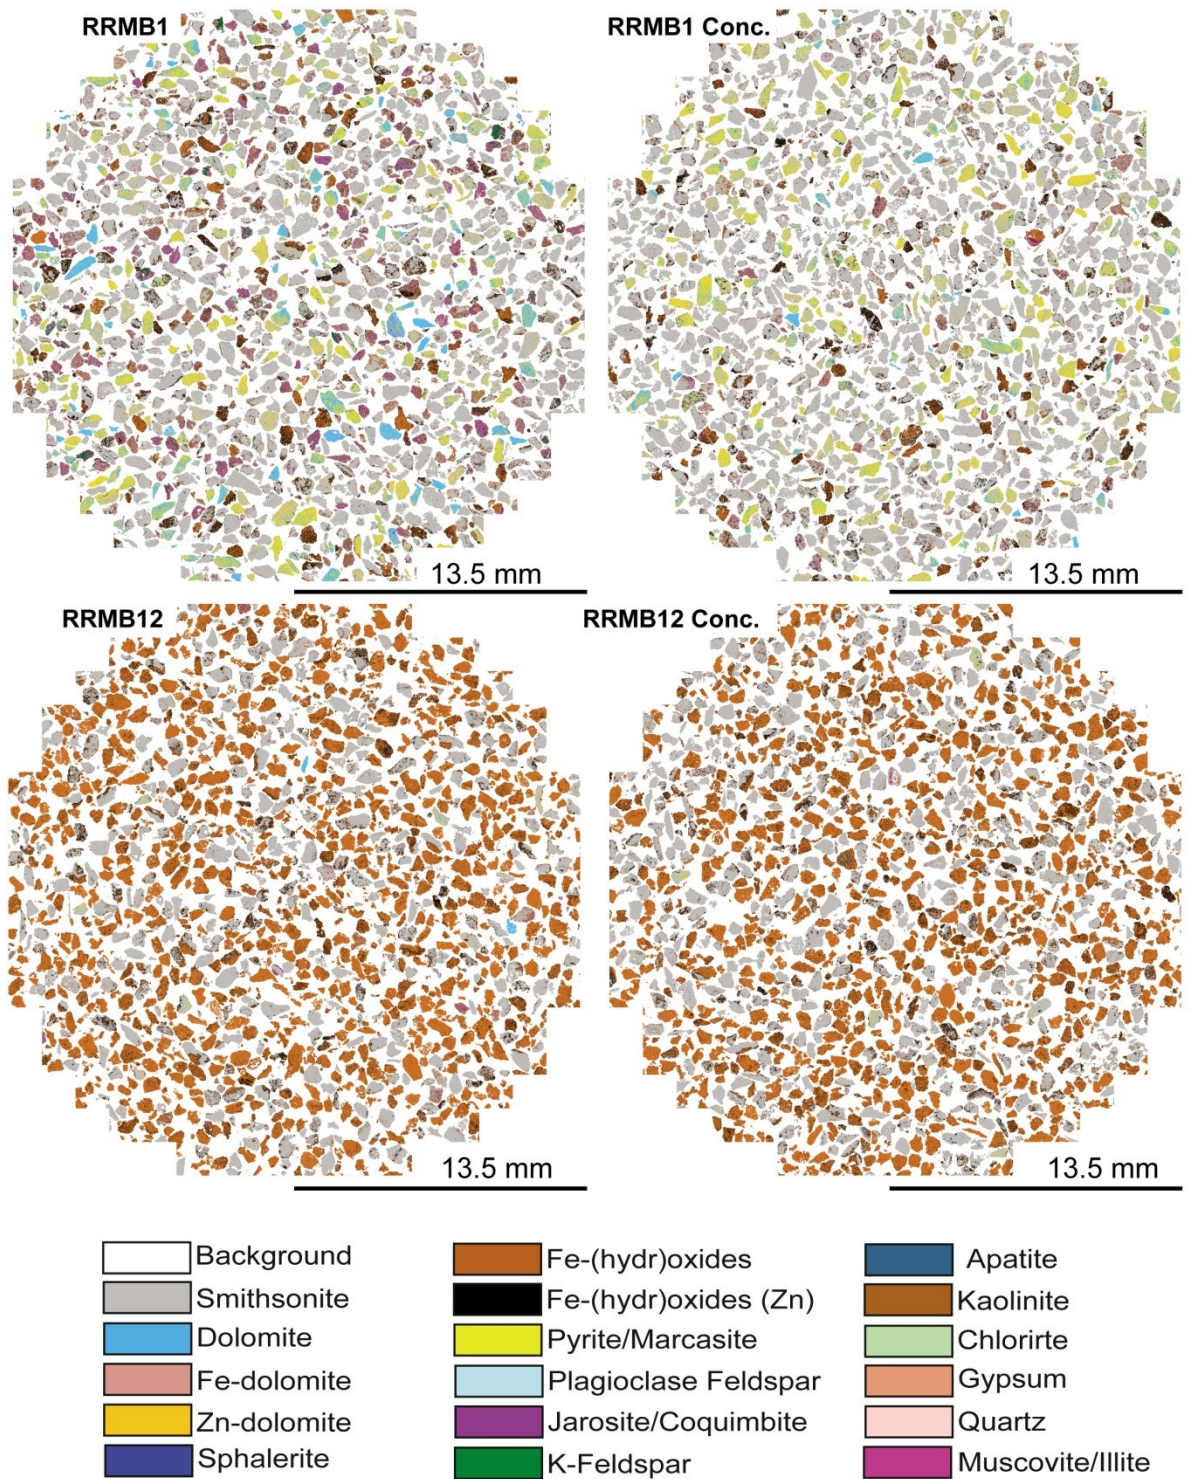 RRMB1
RRMB1 Conc.
13.5 mm
13.5 mm
RRMB12
RRMB12 Conc.
13.5 mm
13.5 mm
Background
Smithsonite
Dolomite
Fe-dolomite
Zn-dolomite
Sphalerite
Fe-(hydr)oxides
Fe-(hydr)oxides (Zn)
Pyrite/Marcasite
Plagioclase Feldspar
Jarosite/Coquimbite
K-Feldspar
Apatite
Kaolinite
Chlorirte
Gypsum
Quartz
Muscovite/Illite